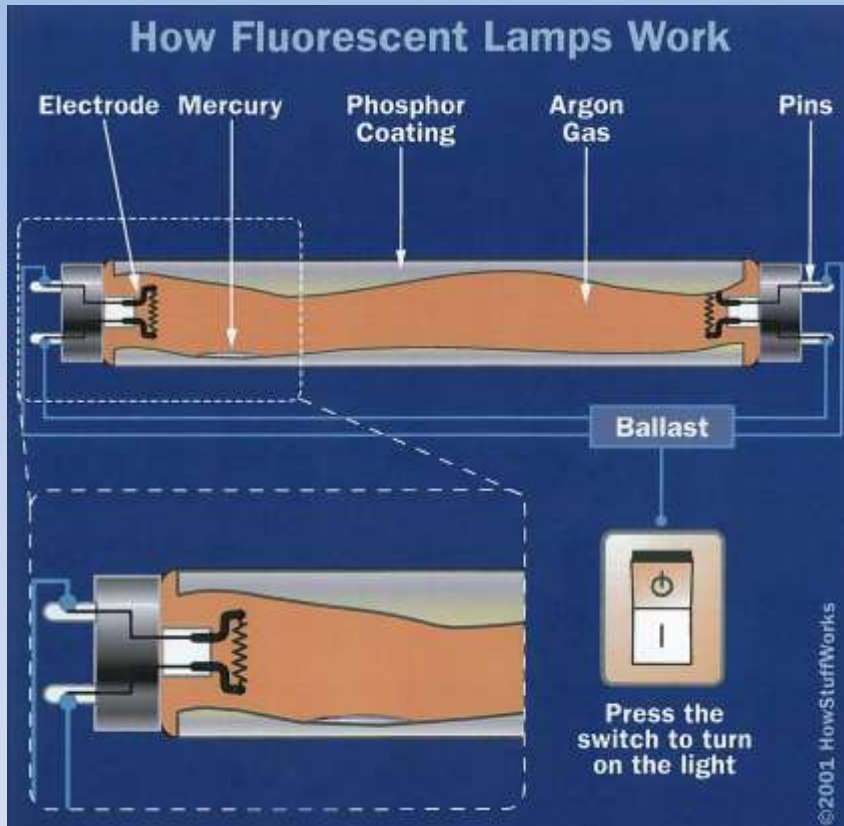 How Fluorescent Lamps Work
Electrode Mercury Phosphor Coating Argon Gas Pins
Ballast
Press the
switch to turn
on the light
©2001 HowStuffWorks